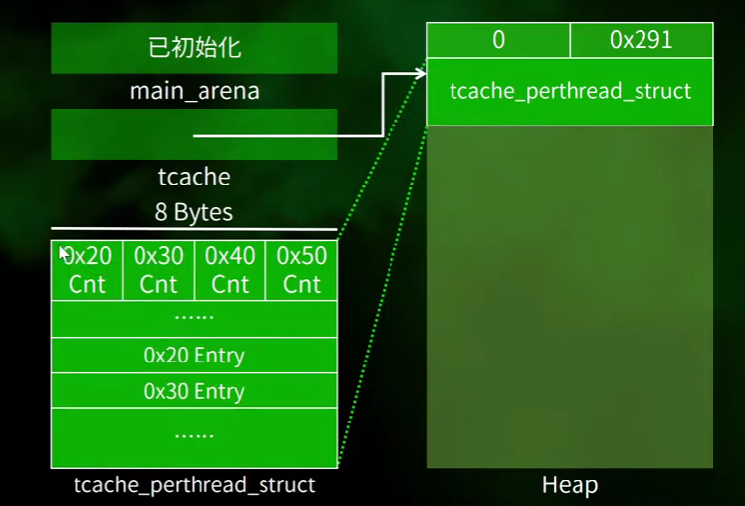 已初始化
main_arena
tcache
8 Bytes
0x20 Cnt
0x30 Cnt
0x40 Cnt
0x50 Cnt
......
0x20 Entry
0x30 Entry
......
tcache_perthread_struct
0
0x291
tcache_perthread_struct
Heap